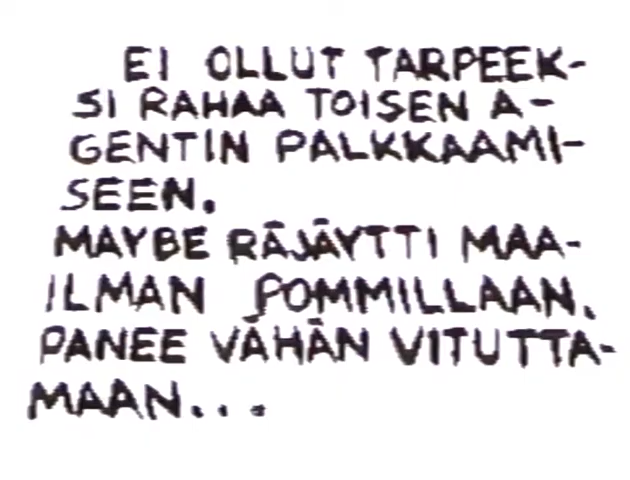 EI OLLUT TARPEEK-
SI RAHAA TOISEN A-
GENTIN PALKKAAMI-
SEEN.
MAYBE RÄJÄYTTI MAA-
ILMAN POMMILLAAN.
PANEE VÄHÄN VITUTTA-
MAAN...